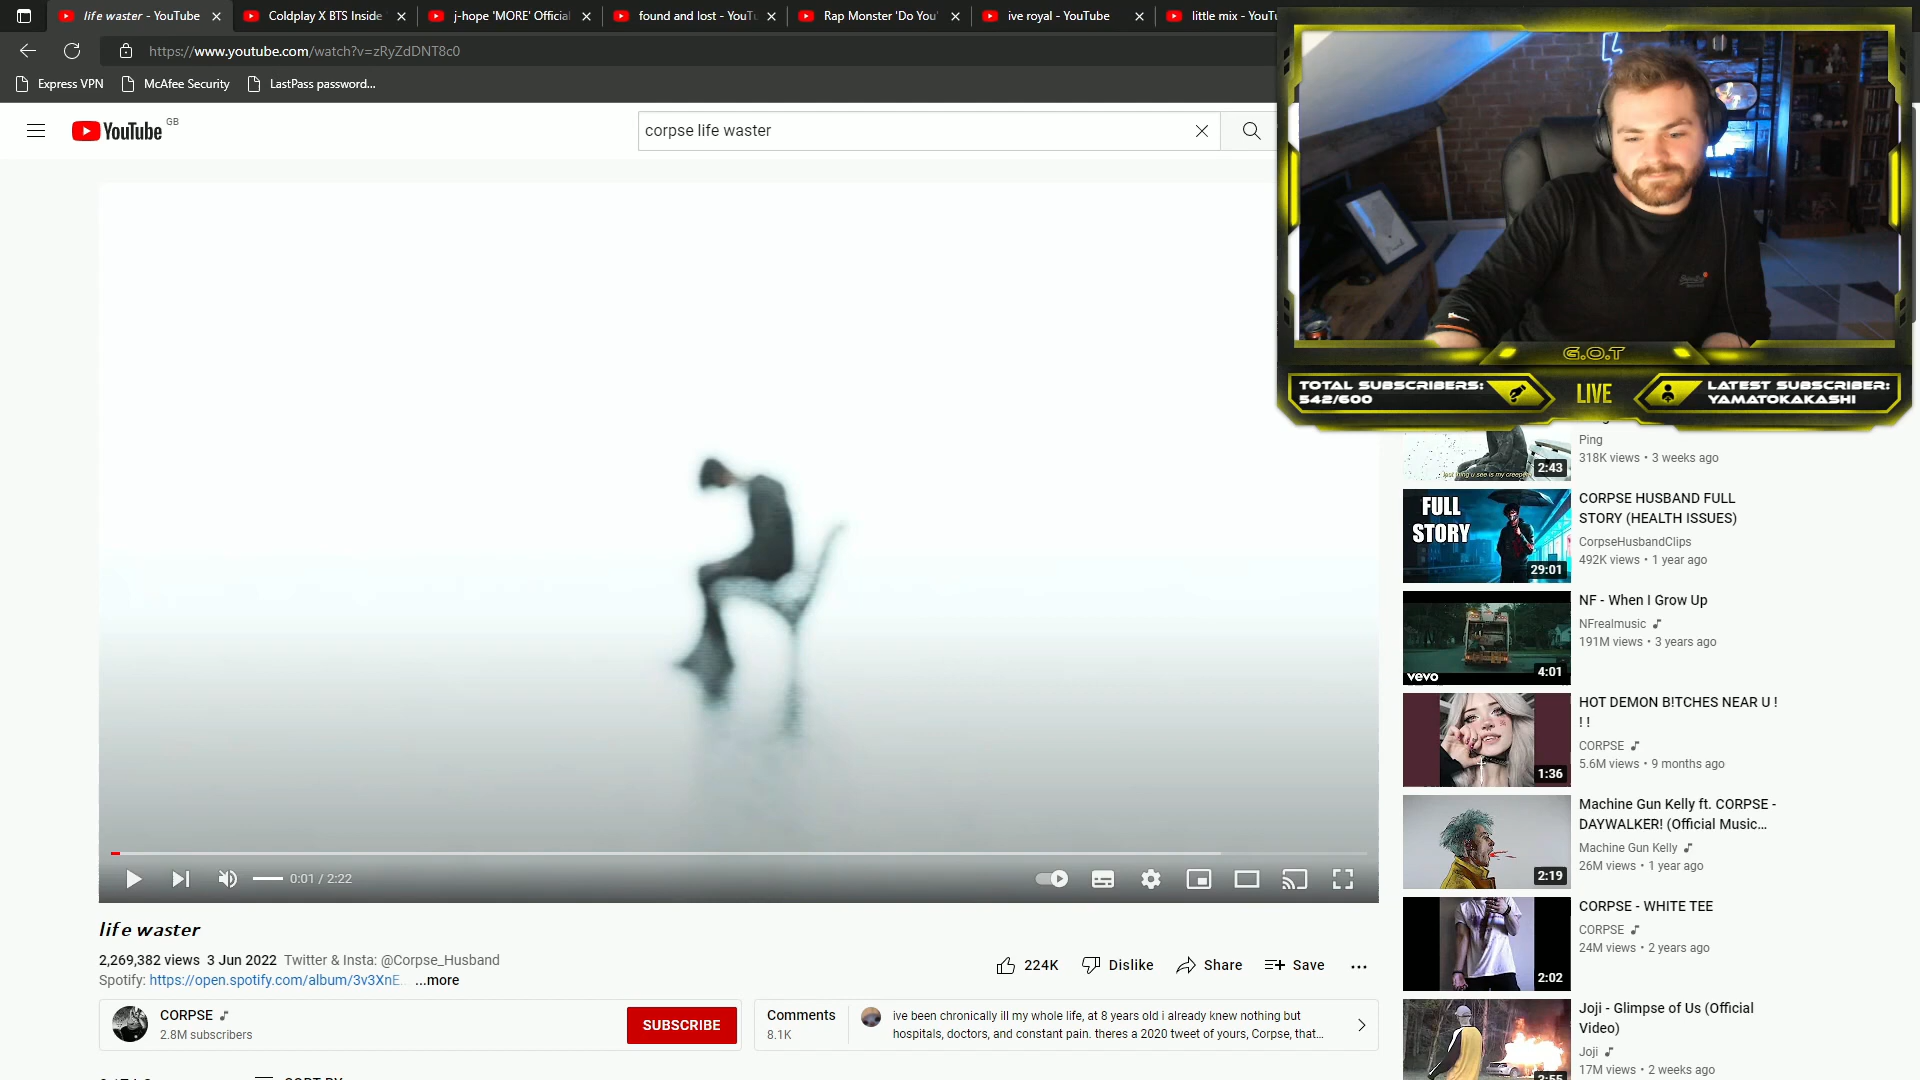 life waster - YouTube
Coldplay X BTS Inside
j-hope 'MORE' Official
found and lost - YouTu
Rap Monster 'Do You'
ive royal - YouTube
little mix - YouTu
https://www.youtube.com/watch?v=zRyZdDNT8c0
Express VPN
McAfee Security
LastPass password...
YouTube GB
corpse life waster
G.O.T
TOTAL SUBSCRIBERS:
542/600
LIVE
LATEST SUBSCRIBER:
YAMATOKAKASHI
Ping
318K views • 3 weeks ago
2:43
FULL
STORY
29:01
CORPSE HUSBAND FULL
STORY (HEALTH ISSUES)
CorpseHusbandClips
492K views • 1 year ago
vevo
4:01
NF - When I Grow Up
NFrealmusic
191M views • 3 years ago
1:36
HOT DEMON B!TCHES NEAR U !
! !
CORPSE
5.6M views • 9 months ago
2:19
Machine Gun Kelly ft. CORPSE -
DAYWALKER! (Official Music...
Machine Gun Kelly
26M views • 1 year ago
2:02
CORPSE - WHITE TEE
CORPSE
24M views • 2 years ago
Joji - Glimpse of Us (Official
Video)
Joji
17M views • 2 weeks ago
0:01 / 2:22
life waster
2,269,382 views 3 Jun 2022 Twitter & Insta: @Corpse_Husband
Spotify: https://open.spotify.com/album/3v3XnE... ...more
224K
Dislike
Share
Save
CORPSE
2.8M subscribers
SUBSCRIBE
Comments
8.1K
ive been chronically ill my whole life, at 8 years old i already knew nothing but
hospitals, doctors, and constant pain. theres a 2020 tweet of yours, Corpse, that...
SORT BY